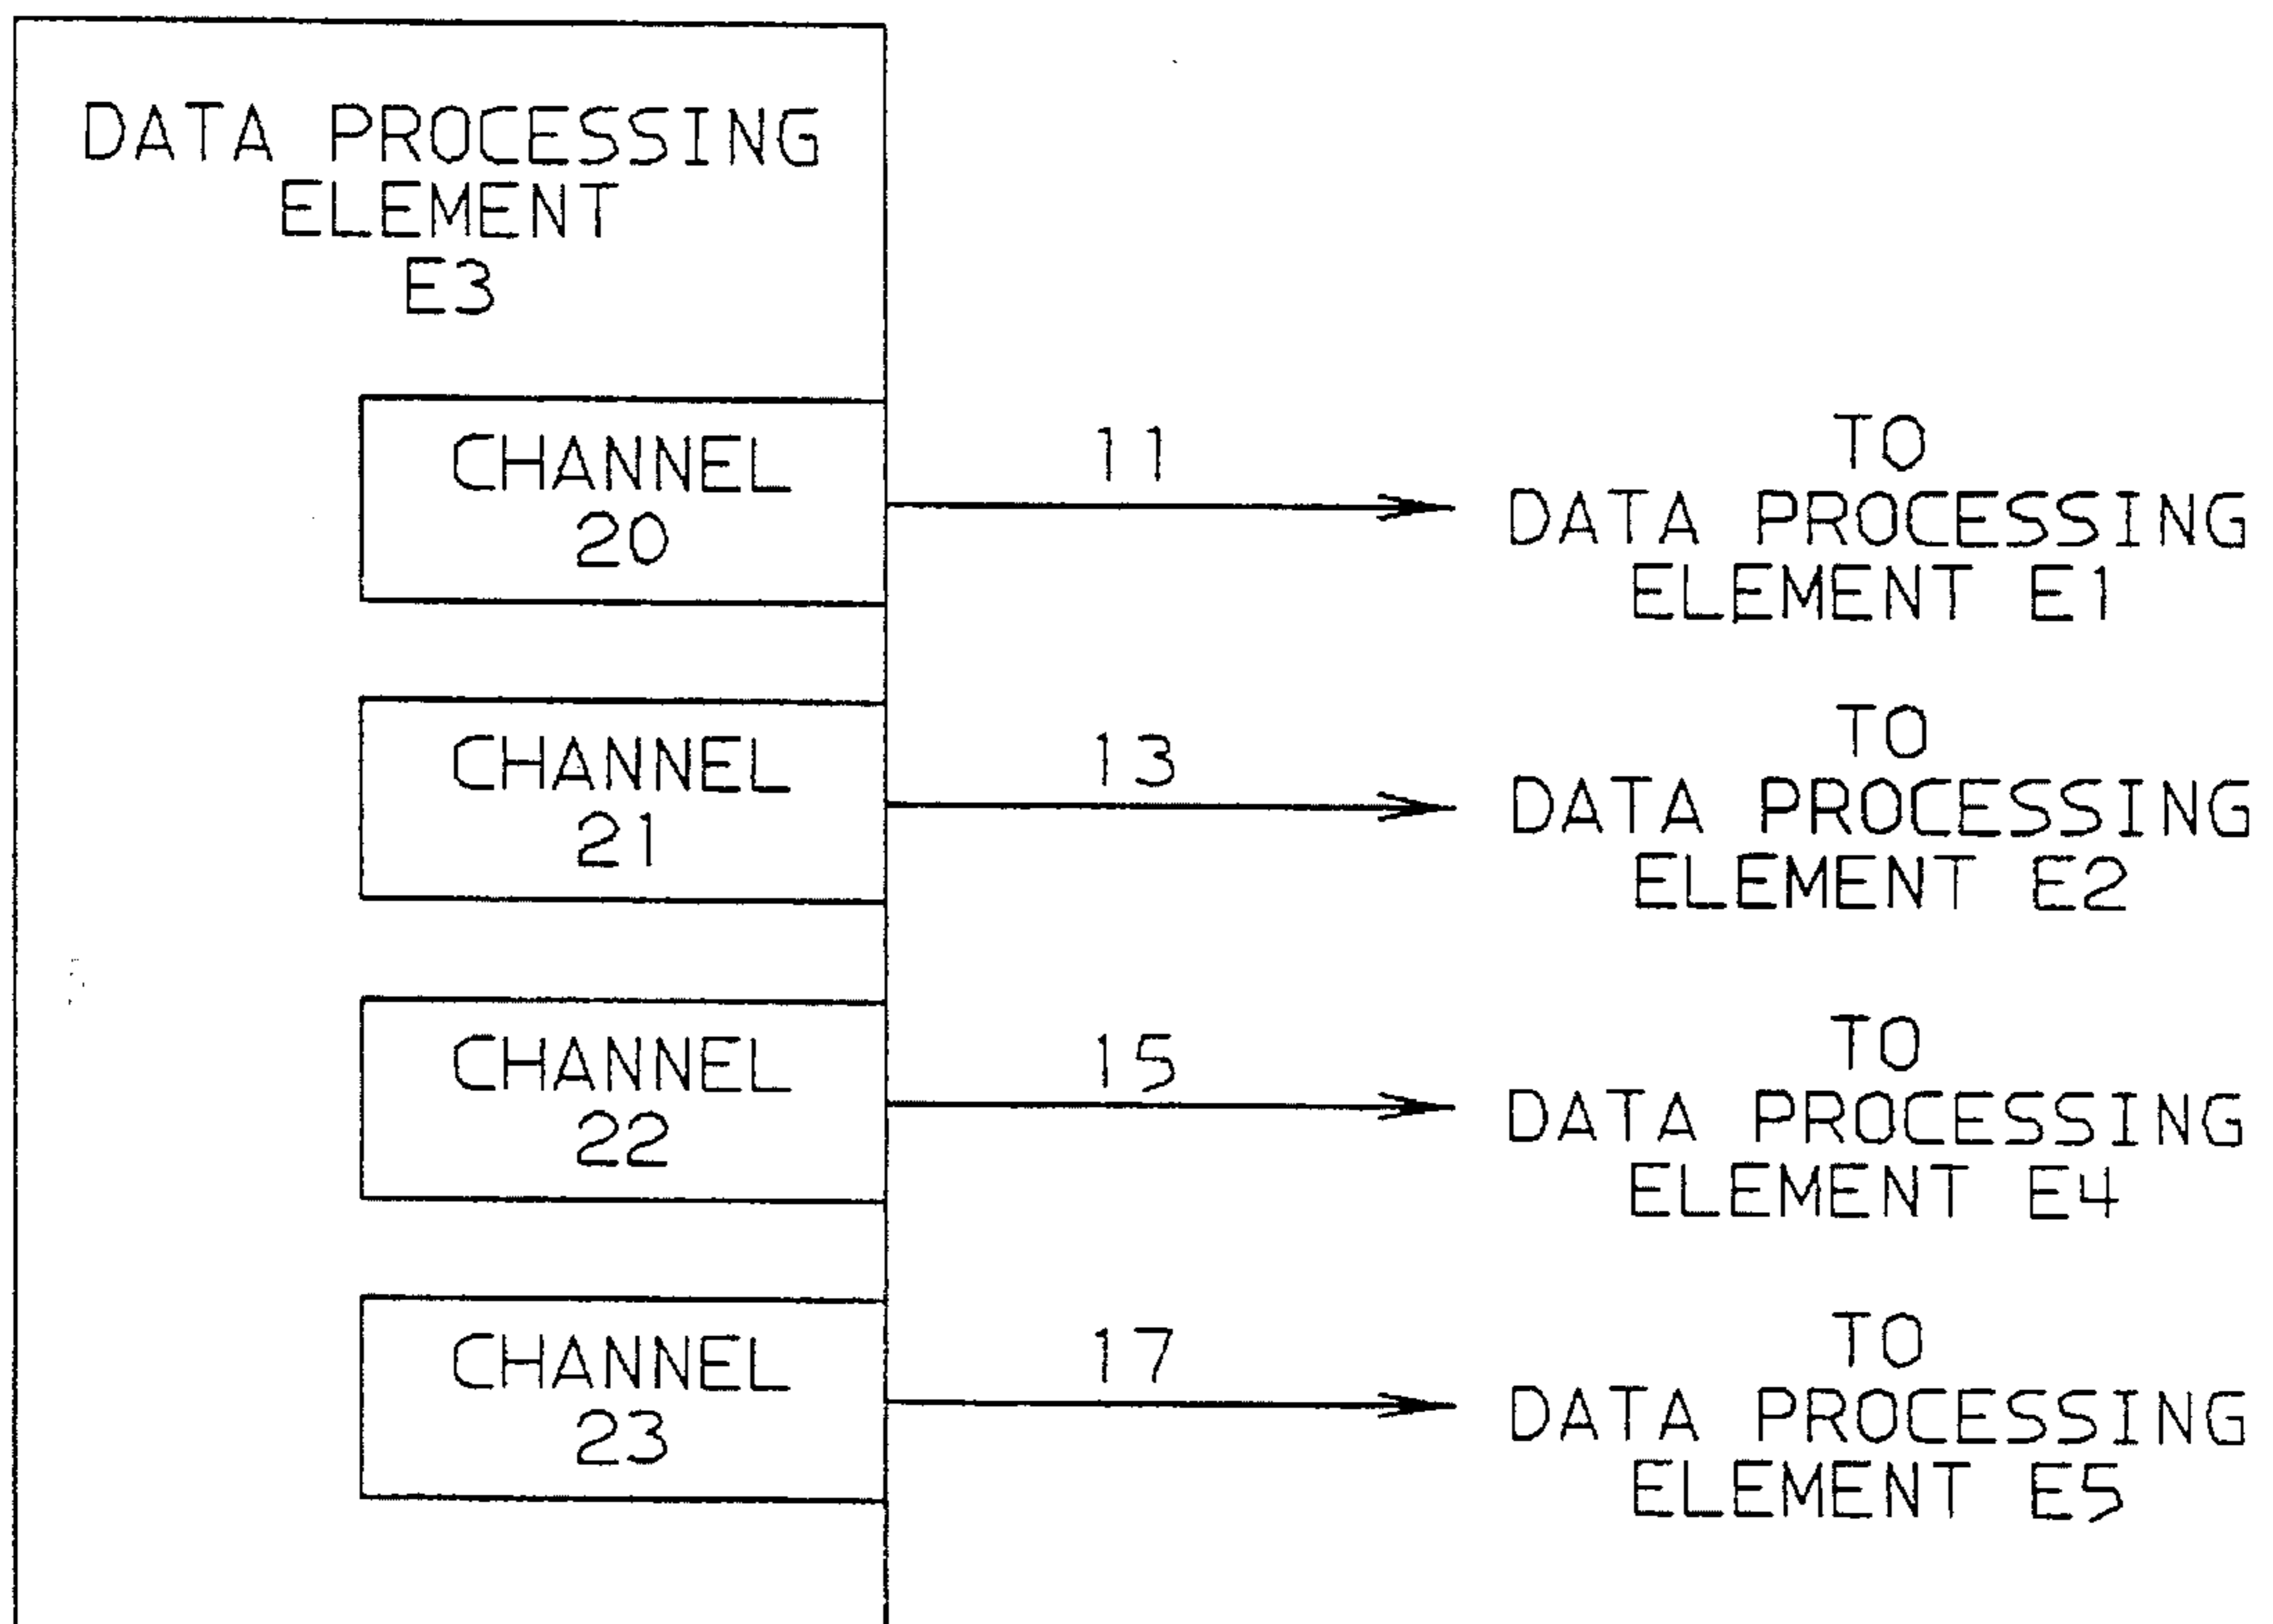 DATA PROCESSING
ELEMENT
E3
CHANNEL
20
11
TO
DATA PROCESSING
ELEMENT E1
CHANNEL
21
13
TO
DATA PROCESSING
ELEMENT E2
CHANNEL
22
15
TO
DATA PROCESSING
ELEMENT E4
CHANNEL
23
17
TO
DATA PROCESSING
ELEMENT E5